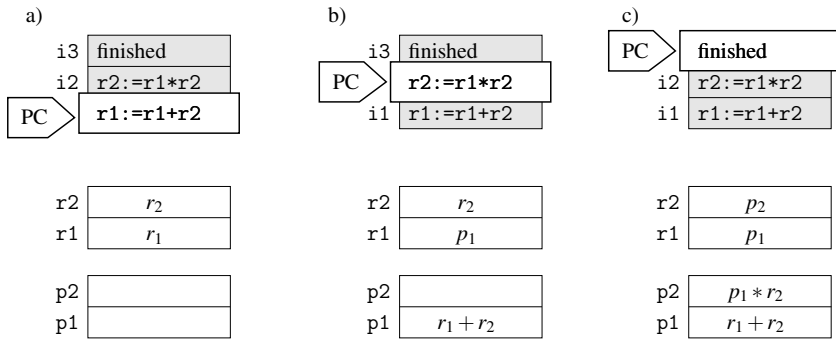 a)
i3 finished
i2 r2:=r1*r2
PC r1:=r1+r2
r2 r₂
r1 r₁
p2
p1
b)
i3 finished
PC r2:=r1*r2
i1 r1:=r1+r2
r2 r₂
r1 p₁
p2
p1 r₁ + r₂
c)
PC finished
i2 r2:=r1*r2
i1 r1:=r1+r2
r2 p₂
r1 p₁
p2 p₁ * r₂
p1 r₁ + r₂